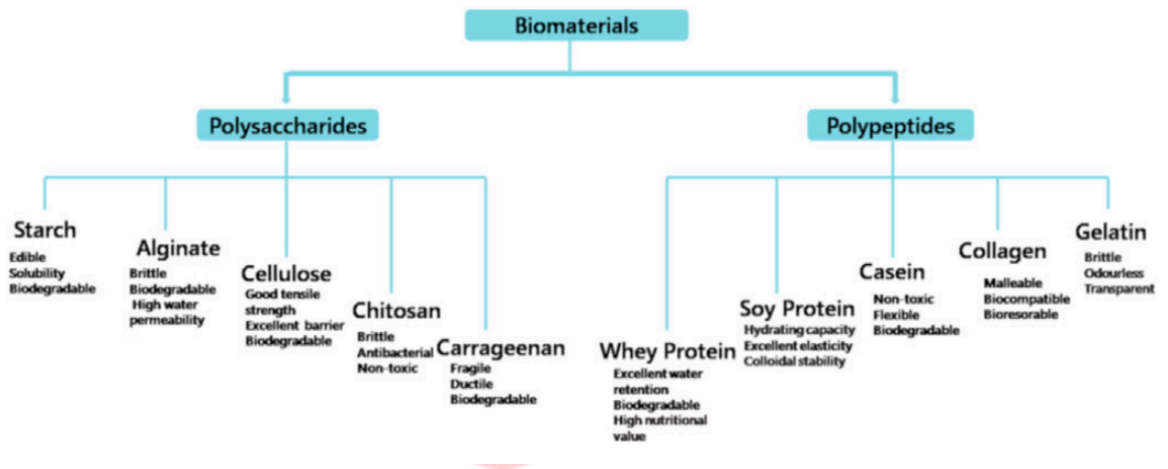 Biomaterials
Polysaccharides
Polypeptides
Starch
Edible
Solubility
Biodegradable
Alginate
Brittle
Biodegradable
High water
permeability
Cellulose
Good tensile
strength
Excellent barrier
Biodegradable
Chitosan
Brittle
Antibacterial
Non-toxic
Carrageenan
Fragile
Ductile
Biodegradable
Whey Protein
Excellent water
retention
Biodegradable
High nutritional
value
Soy Protein
Hydrating capacity
Excellent elasticity
Colloidal stability
Casein
Non-toxic
Flexible
Biodegradable
Collagen
Malleable
Biocompatible
Bioresorable
Gelatin
Brittle
Odourless
Transparent